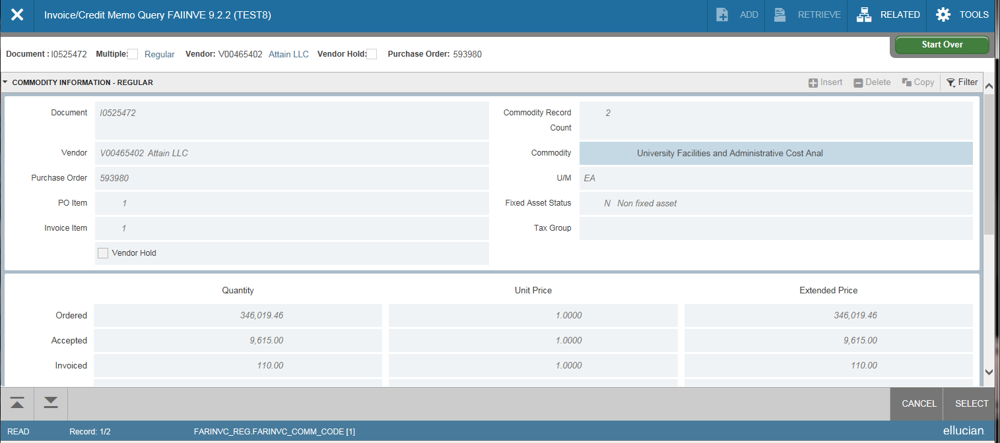 Invoice/Credit Memo Query FAIINVE 9.2.2 (TEST8)
ADD
RETRIEVE
RELATED
TOOLS
Start Over
Document : I0525472 Multiple: Regular Vendor: V00465402 Attain LLC Vendor Hold: Purchase Order: 593980
COMMODITY INFORMATION - REGULAR
Insert
Delete
Copy
Filter
Document I0525472
Commodity Record Count 2
Vendor V00465402 Attain LLC
Commodity University Facilities and Administrative Cost Anal
Purchase Order 593980
U/M EA
PO Item 1
Fixed Asset Status N Non fixed asset
Invoice Item 1
Tax Group
Vendor Hold
Quantity Unit Price Extended Price
Ordered 346,019.46 1.0000 346,019.46
Accepted 9,615.00 1.0000 9,615.00
Invoiced 110.00 1.0000 110.00
CANCEL
SELECT
READ Record: 1/2 FARINVC_REG.FARINVC_COMM_CODE [1] ellucian